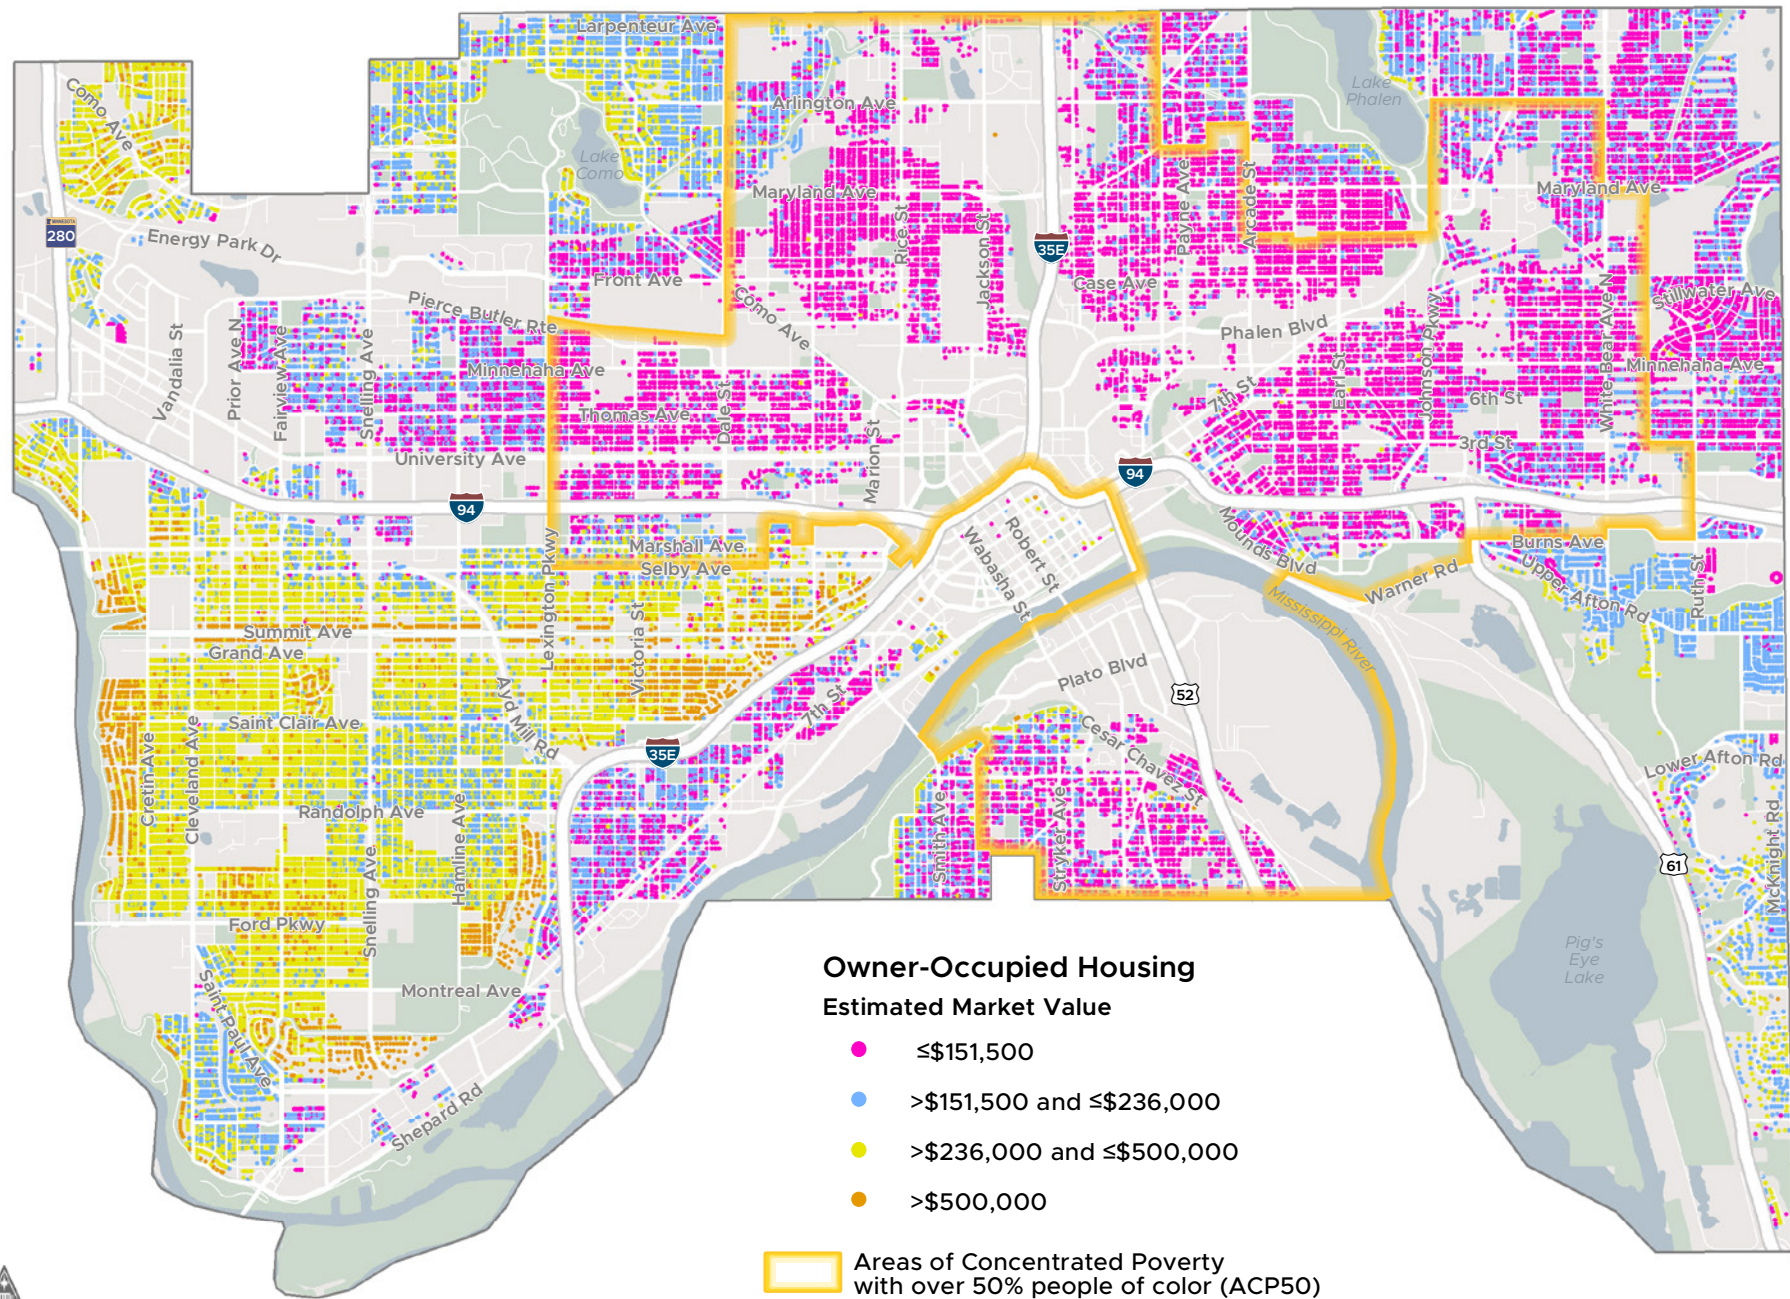 Larpenteur Ave
Como Ave
Lake
Phalen
Arlington Ave
Lake
Como
Maryland Ave
Maryland Ave
MINNESOTA
280
Energy Park Dr
Rice St
Jackson St
35E
Payne Ave
Arcade St
Front Ave
Case Ave
Pierce Butler Rte
Como Ave
Stillwater Ave
Phalen Blvd
Vandalia St
Prior Ave N
Fairview Ave
Snelling Ave
Minnehaha Ave
Minnehaha Ave
Earl St
Johnson Pkwy
White Bear Ave N
7th St
6th St
Thomas Ave
Dale St
Marion St
3rd St
University Ave
94
94
Lexington Pkwy
Marshall Ave
Selby Ave
Robert St
Wabasha St
Mounds Blvd
Burns Ave
Upper Afton Rd
Ruth St
Warner Rd
Mississippi River
Summit Ave
Grand Ave
Victoria St
Ayd Mill Rd
Plato Blvd
52
7th St
Saint Clair Ave
Cesar Chavez St
35E
Cretin Ave
Cleveland Ave
Lower Afton Rd
Randolph Ave
Hamline Ave
Snelling Ave
Smith Ave
Stryker Ave
McKnight Rd
61
Ford Pkwy
Pig's
Eye
Lake
Montreal Ave
Saint Paul Ave
Shepard Rd
Owner-Occupied Housing
Estimated Market Value
≤$151,500
>$151,500 and ≤$236,000
>$236,000 and ≤$500,000
>$500,000
Areas of Concentrated Poverty
with over 50% people of color (ACP50)